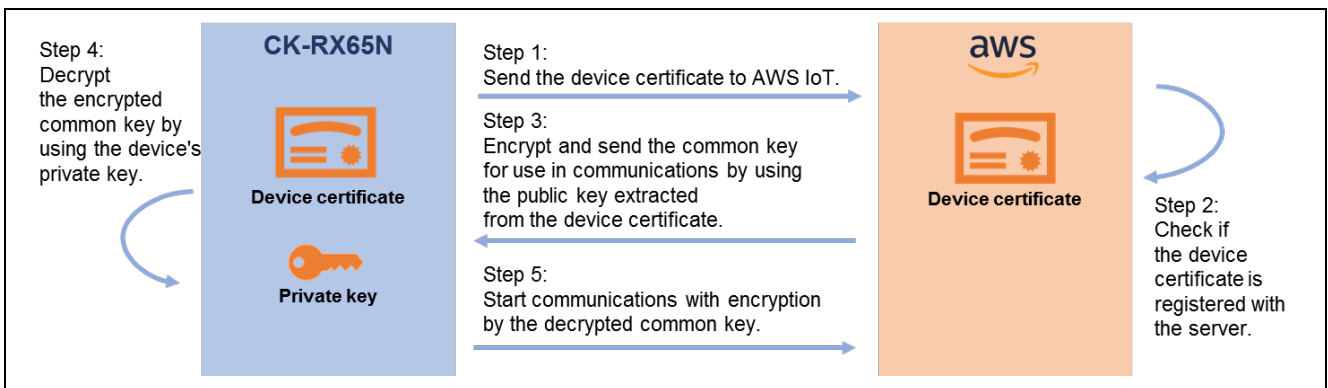 Step 4:
Decrypt
the encrypted
common key by
using the device's
private key.
CK-RX65N
Device certificate
Private key
Step 1:
Send the device certificate to AWS IoT.
Step 3:
Encrypt and send the common key
for use in communications by using
the public key extracted
from the device certificate.
Step 5:
Start communications with encryption
by the decrypted common key.
aws
Device certificate
Step 2:
Check if
the device
certificate is
registered with
the server.